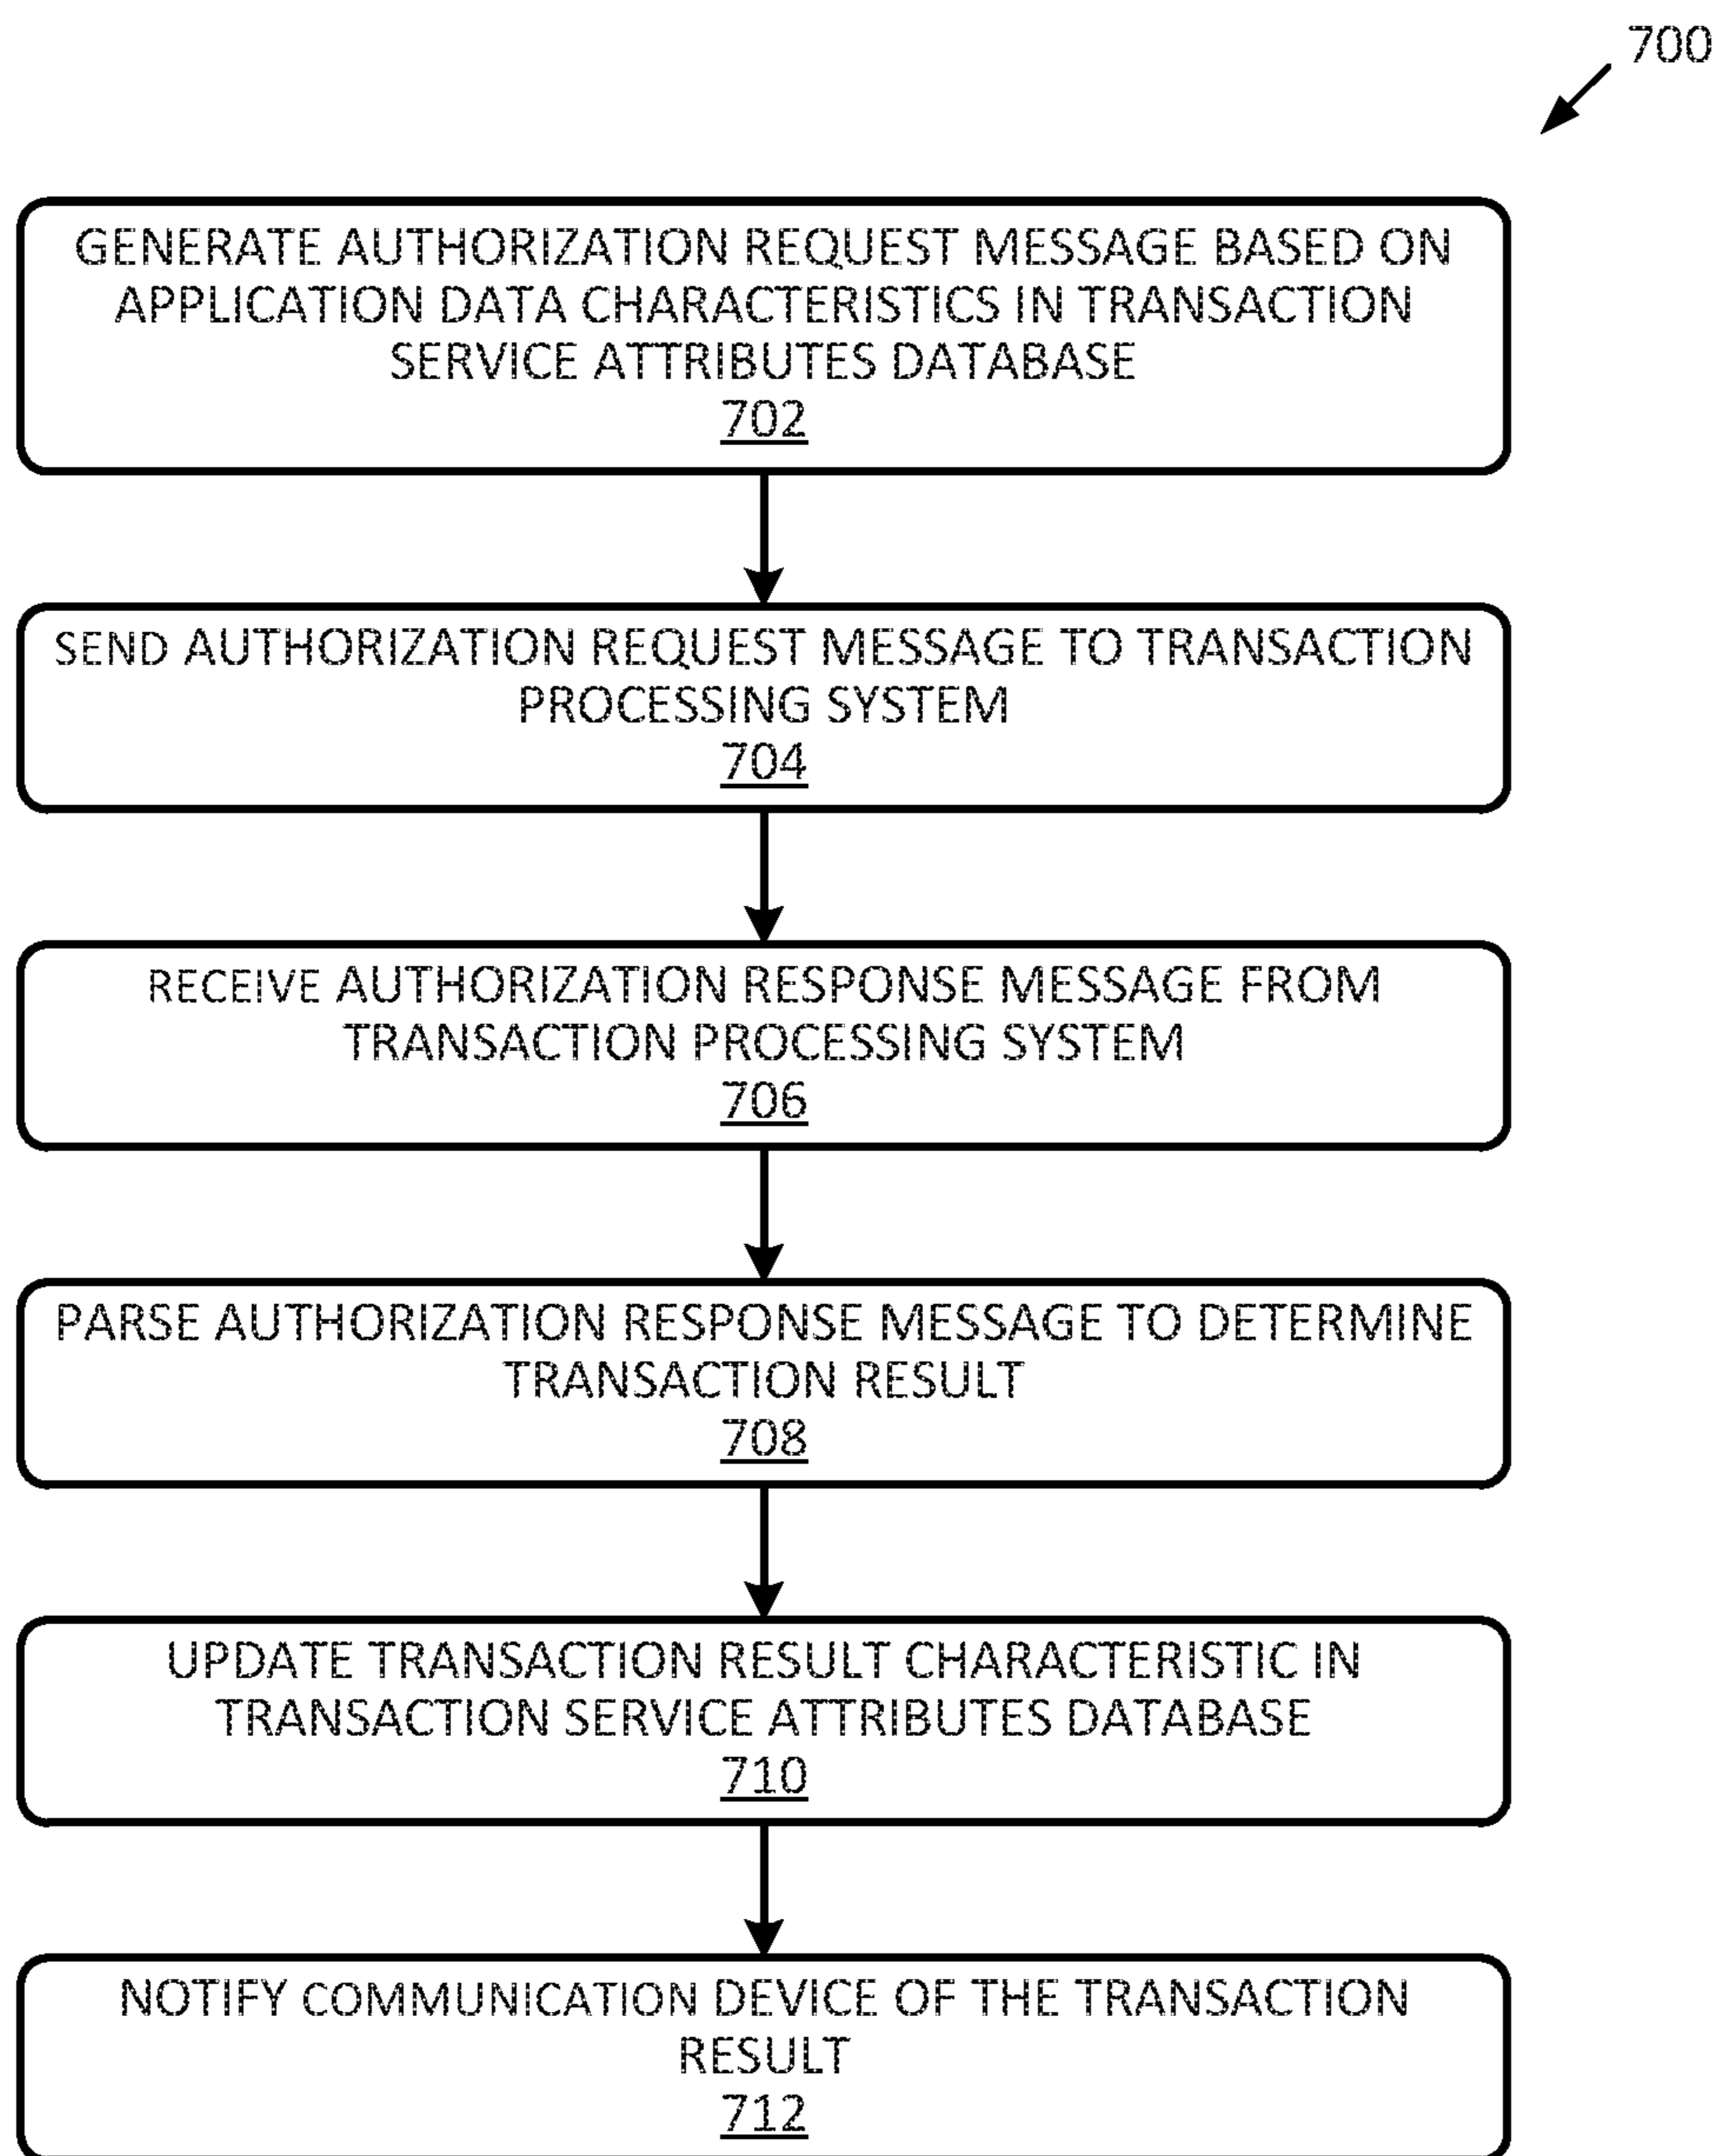 700
GENERATE AUTHORIZATION REQUEST MESSAGE BASED ON
APPLICATION DATA CHARACTERISTICS IN TRANSACTION
SERVICE ATTRIBUTES DATABASE
702
SEND AUTHORIZATION REQUEST MESSAGE TO TRANSACTION
PROCESSING SYSTEM
704
RECEIVE AUTHORIZATION RESPONSE MESSAGE FROM
TRANSACTION PROCESSING SYSTEM
706
PARSE AUTHORIZATION RESPONSE MESSAGE TO DETERMINE
TRANSACTION RESULT
708
UPDATE TRANSACTION RESULT CHARACTERISTIC IN
TRANSACTION SERVICE ATTRIBUTES DATABASE
710
NOTIFY COMMUNICATION DEVICE OF THE TRANSACTION
RESULT
712